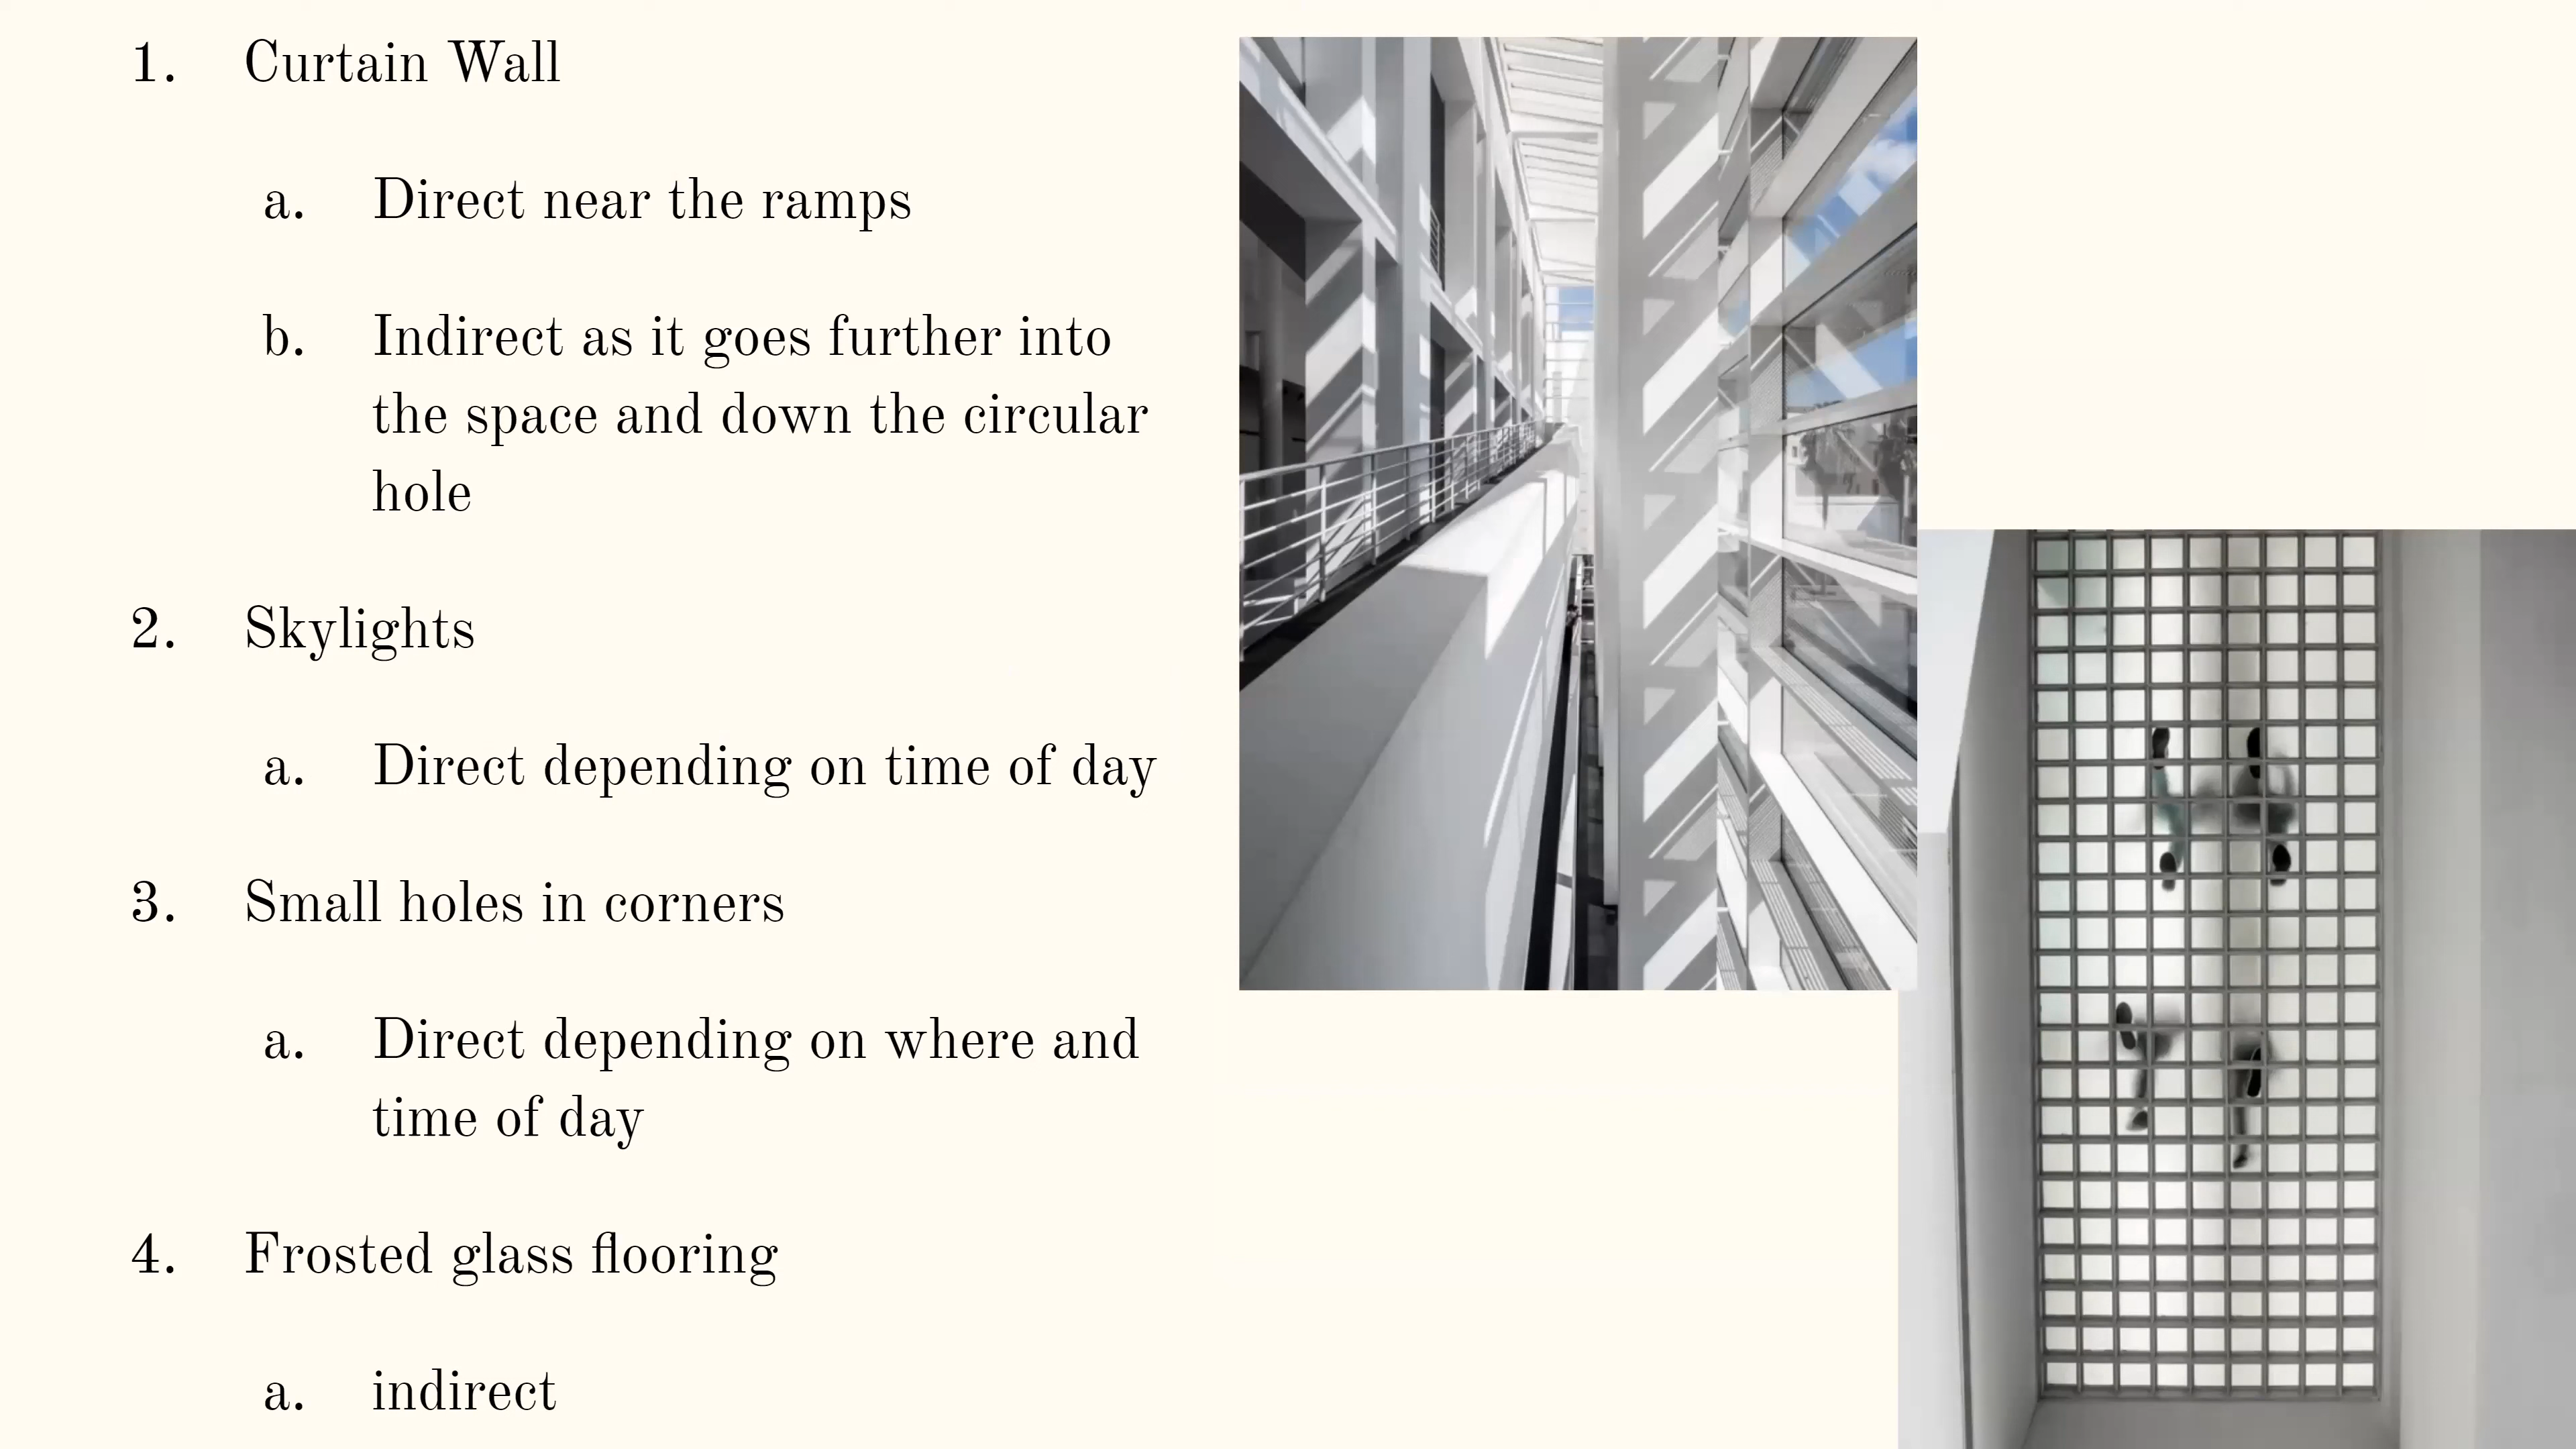 1. Curtain Wall
a. Direct near the ramps
b. Indirect as it goes further into
the space and down the circular
hole
2. Skylights
a. Direct depending on time of day
3. Small holes in corners
a. Direct depending on where and
time of day
4. Frosted glass flooring
a. indirect